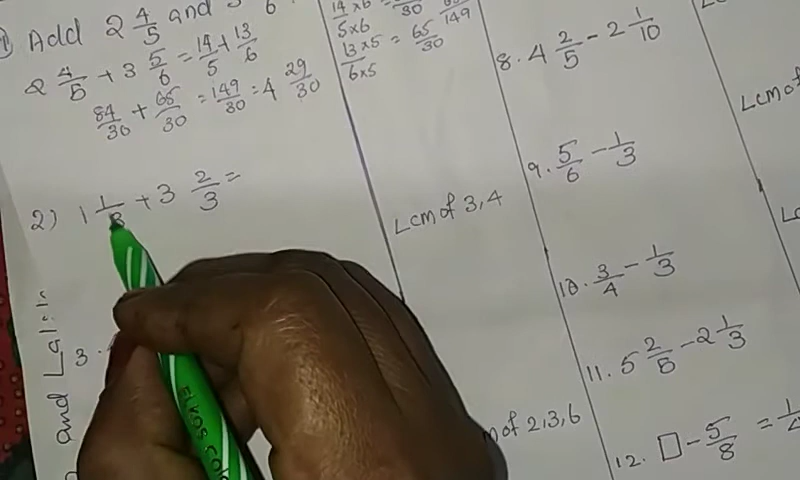 Add 2 4/5 and 3
2 4/5 + 3 5/6 = 14/5 + 13/6
84/30 + 65/30 = 149/30 = 4 29/30
14 x 6
5 x 6
13 x 5 / 6 x 5 = 65/30
149
2) 1 1/3 + 3 2/3 =
Lcm of 3, 4
3.
of 2, 3, 6
and
8. 4 2/5 - 2 1/10
9. 5/6 - 1/3
10. 3/4 - 1/3
11. 5 2/5 - 2 1/3
12. □ - 5/8 =
Lcm of